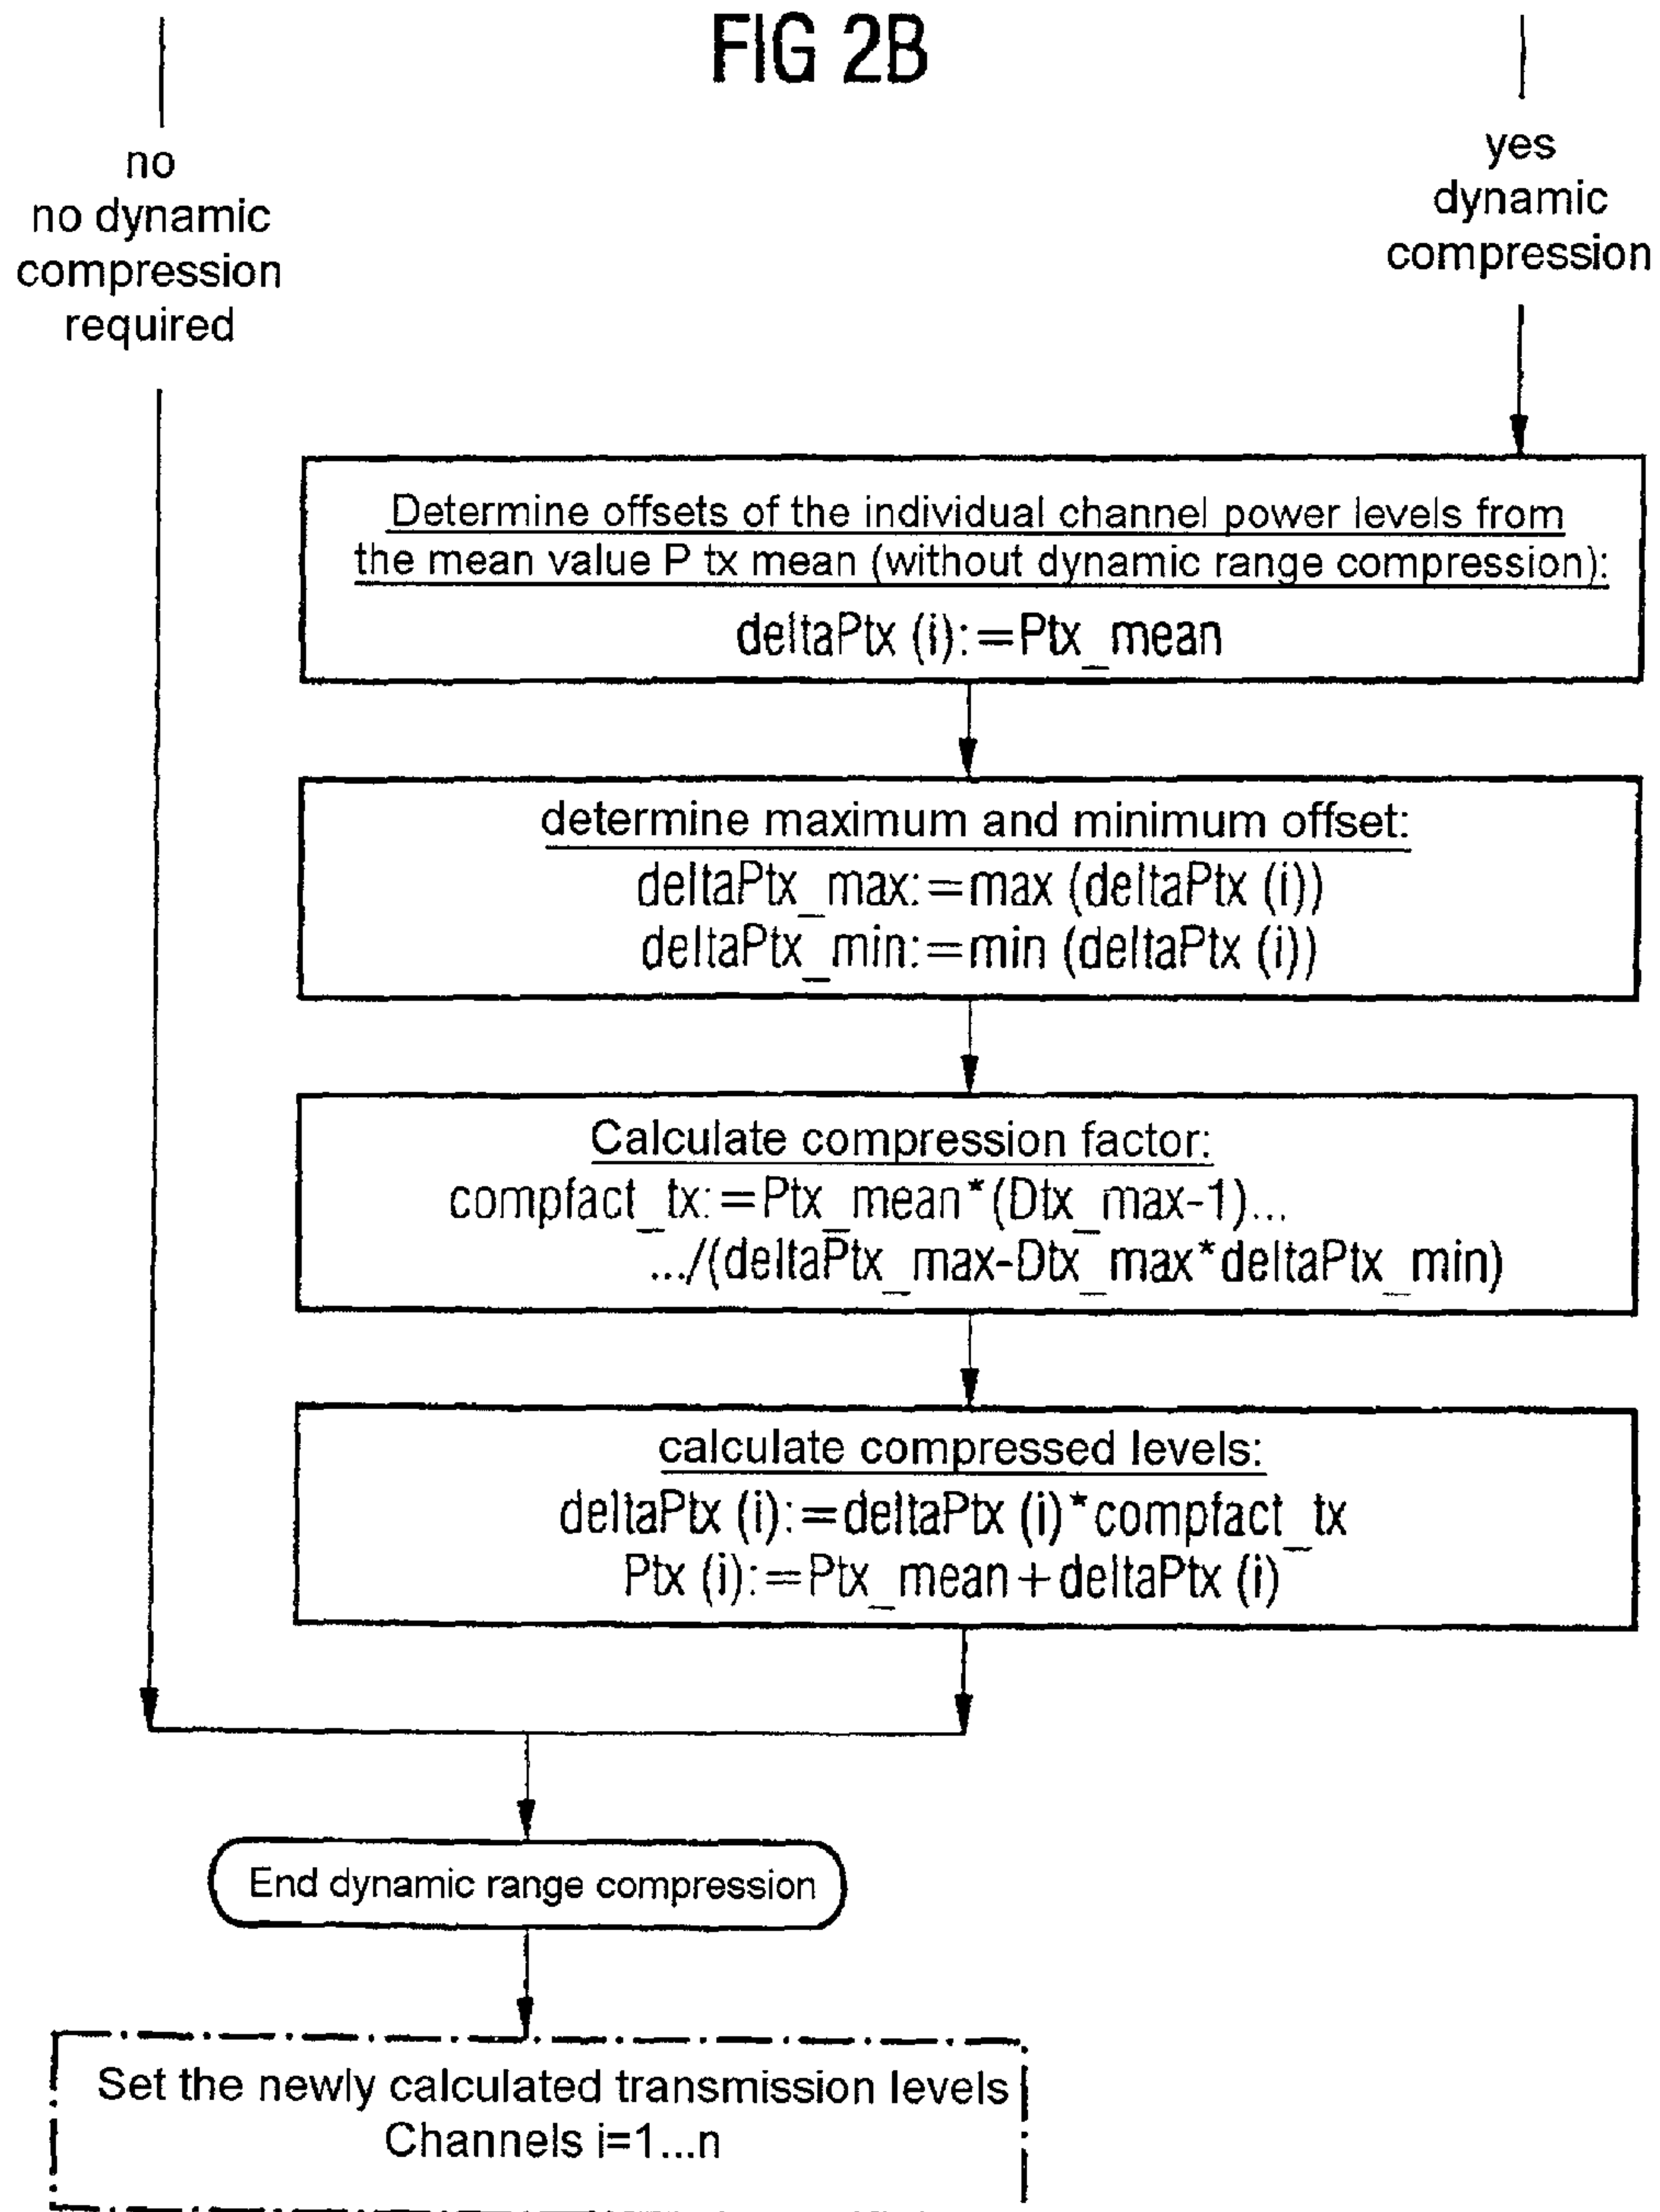 FIG 2B
no
no dynamic
compression
required
yes
dynamic
compression
Determine offsets of the individual channel power levels from
the mean value P tx mean (without dynamic range compression):
deltaPtx (i):=Ptx_mean
determine maximum and minimum offset:
deltaPtx_max:=max (deltaPtx (i))
deltaPtx_min:=min (deltaPtx (i))
Calculate compression factor:
compfact_tx:=Ptx_mean*(Dtx_max-1)...
.../(deltaPtx_max-Dtx_max*deltaPtx_min)
calculate compressed levels:
deltaPtx (i):=deltaPtx (i)*compfact_tx
Ptx (i):=Ptx_mean+deltaPtx (i)
End dynamic range compression
Set the newly calculated transmission levels
Channels i=1...n